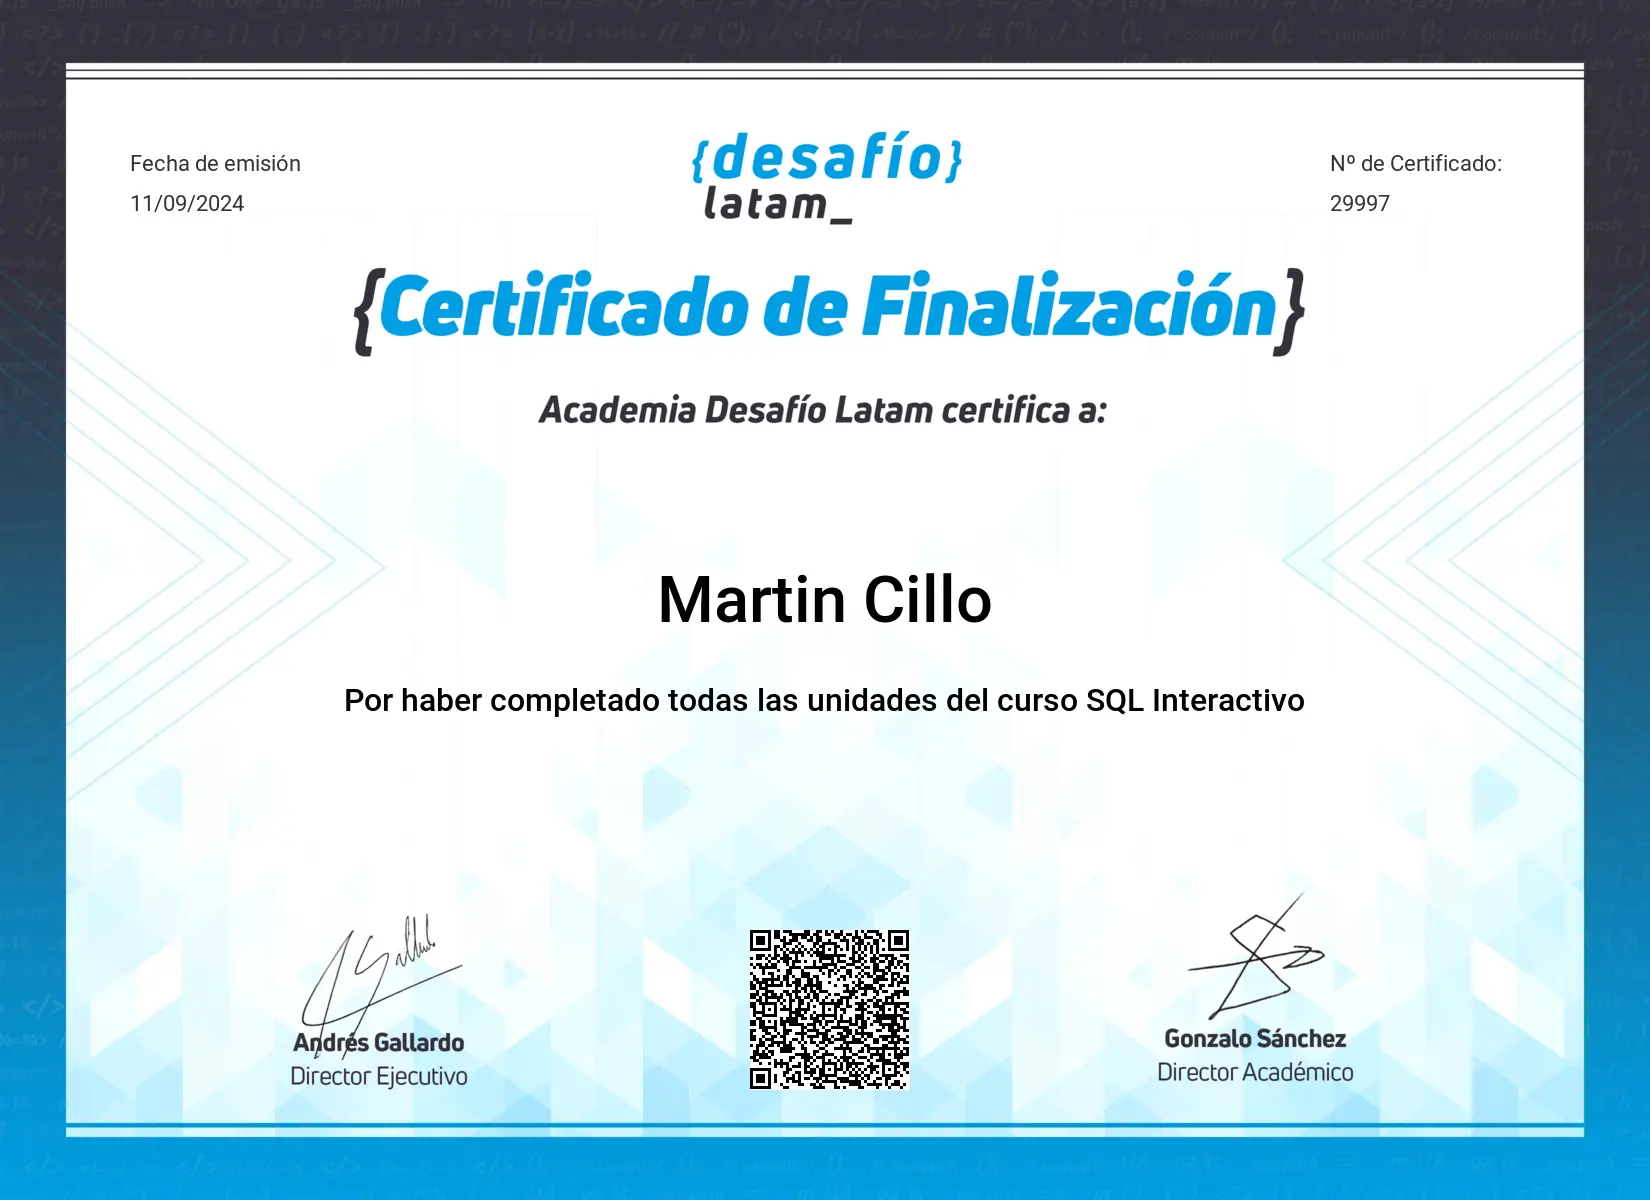 Fecha de emisión
11/09/2024
{desafío}
latam_
Nº de Certificado:
29997
{Certificado de Finalización}
Academia Desafío Latam certifica a:
Martin Cillo
Por haber completado todas las unidades del curso SQL Interactivo
Andrés Gallardo
Director Ejecutivo
Gonzalo Sánchez
Director Académico